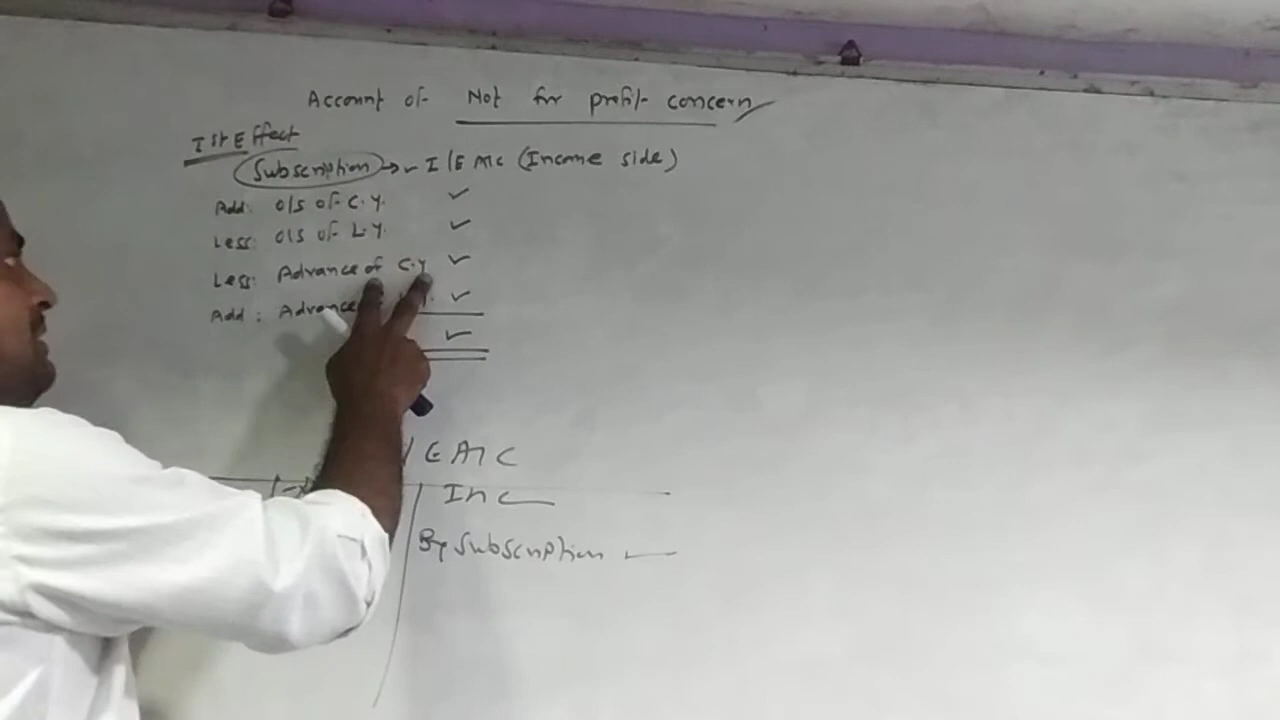 Account of Not for profit concern
Ist Effect
Subscription → I/E A/c (Income side)
Add: O/S of C.Y. ✓
Less: O/S of L.Y. ✓
Less: Advance of C.Y ✓
Add: Advance ✓
✓
/E A/C
Inc
By Subscription